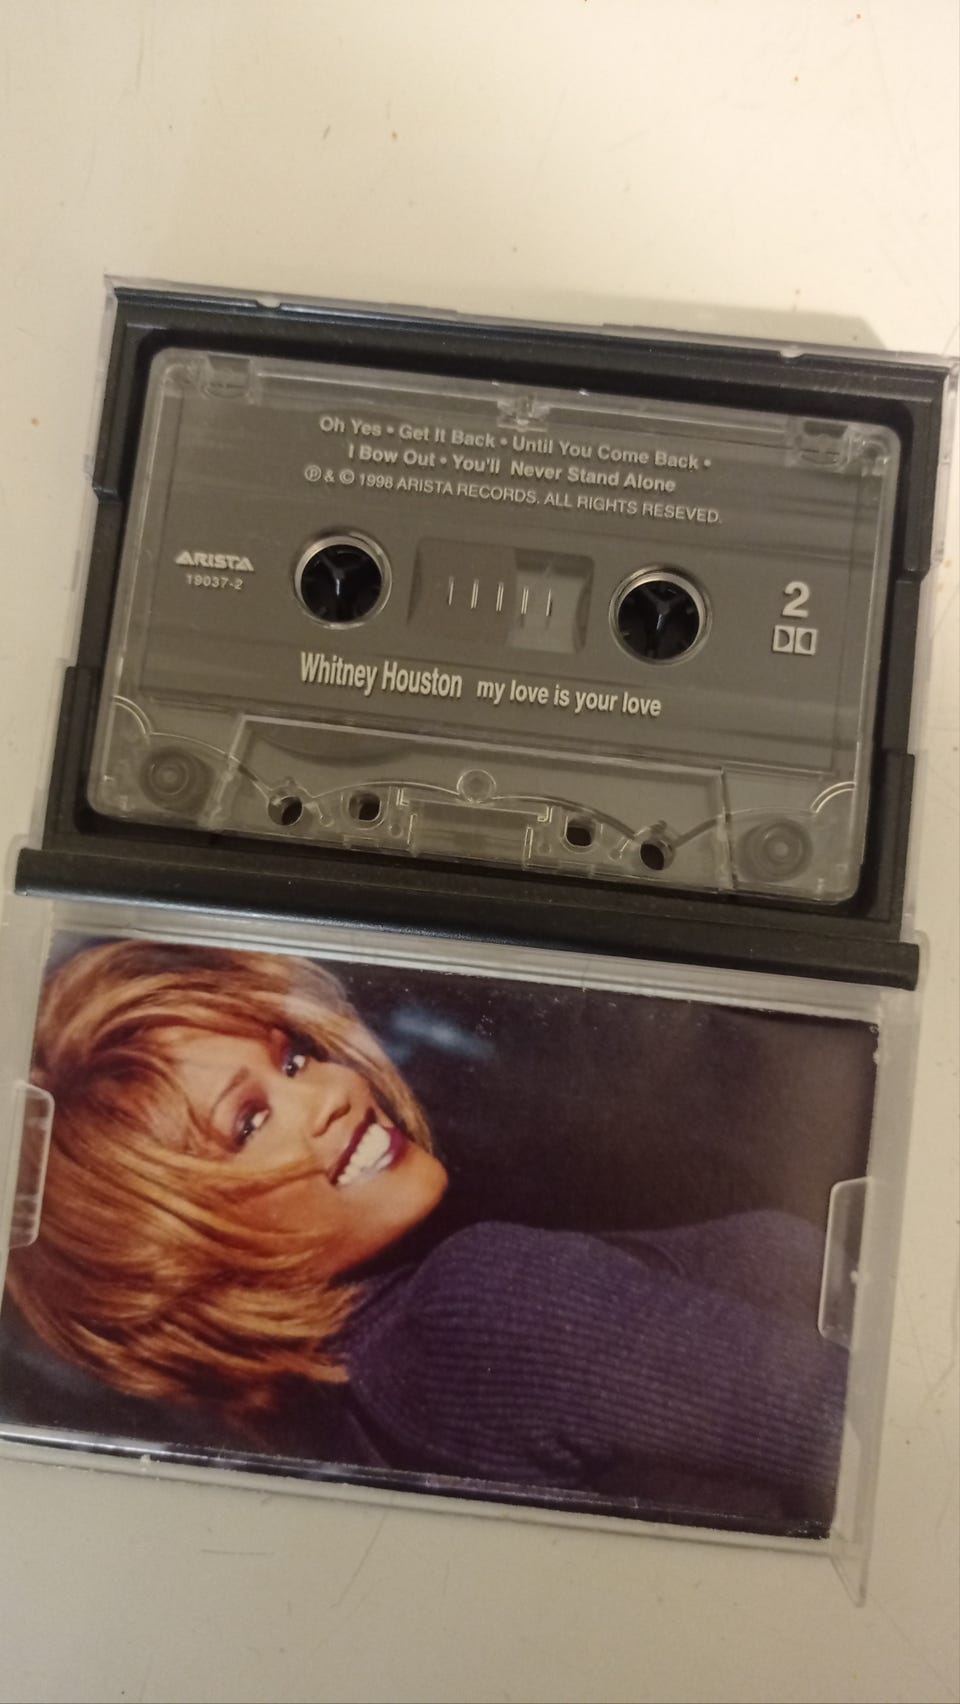 Oh Yes • Get It Back • Until You Come Back •
I Bow Out • You'll Never Stand Alone
℗ & © 1998 ARISTA RECORDS. ALL RIGHTS RESEVED.
ARISTA
19037-2
2
Whitney Houston my love is your love